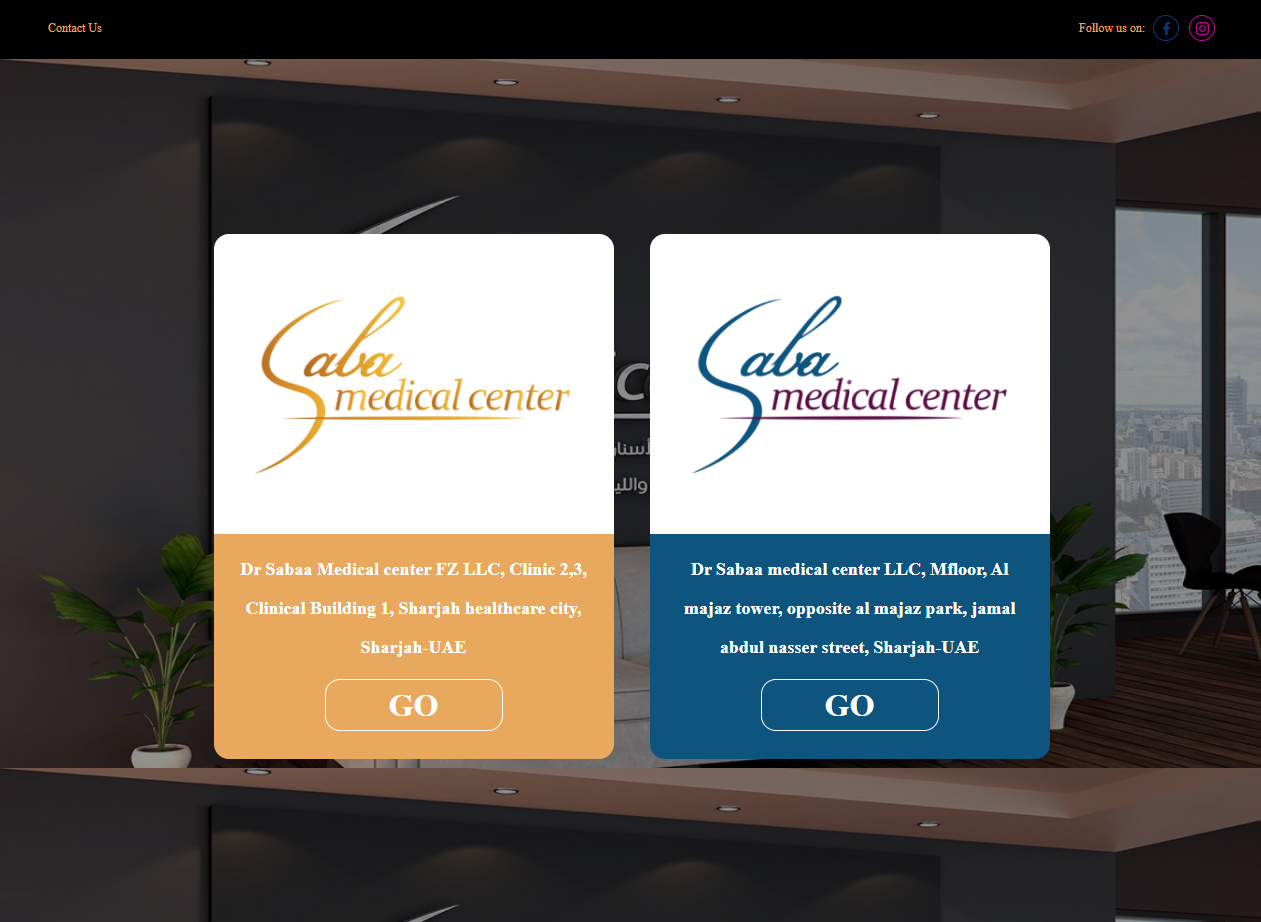 Contact Us
Follow us on:
Saba
medical center
Dr Sabaa Medical center FZ LLC, Clinic 2,3,
Clinical Building 1, Sharjah healthcare city,
Sharjah-UAE
GO
Saba
medical center
Dr Sabaa medical center LLC, Mfloor, Al
majaz tower, opposite al majaz park, jamal
abdul nasser street, Sharjah-UAE
GO